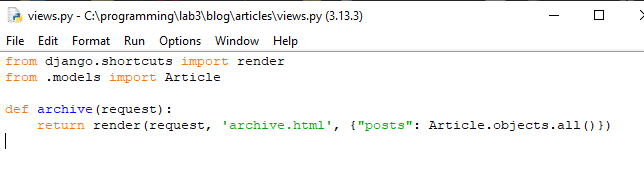 views.py - C:\programming\lab3\blog\articles\views.py (3.13.3)
File Edit Format Run Options Window Help
from django.shortcuts import render
from .models import Article
def archive(request):
    return render(request, 'archive.html', {"posts": Article.objects.all()})